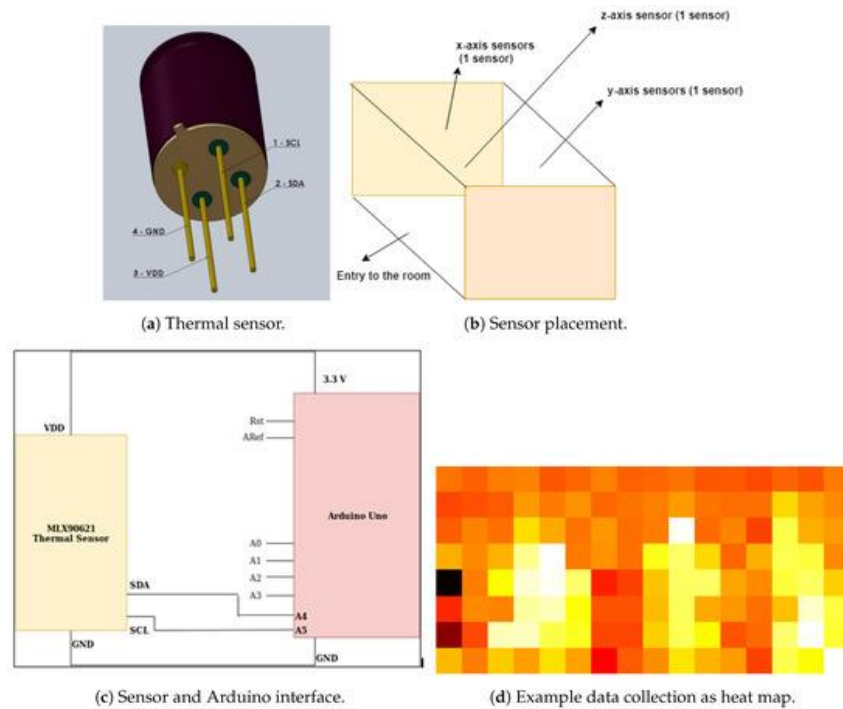 1 - SCL
2 - SDA
4 - GND
3 - VDD
(a) Thermal sensor.
z-axis sensor (1 sensor)
x-axis sensors
(1 sensor)
y-axis sensors (1 sensor)
Entry to the room
(b) Sensor placement.
3.3 V
VDD
Rst
ARef
MLX90621
Thermal Sensor
Arduino Uno
A0
A1
A2
A3
SDA
A4
SCL
A5
GND
GND
(c) Sensor and Arduino interface.
(d) Example data collection as heat map.